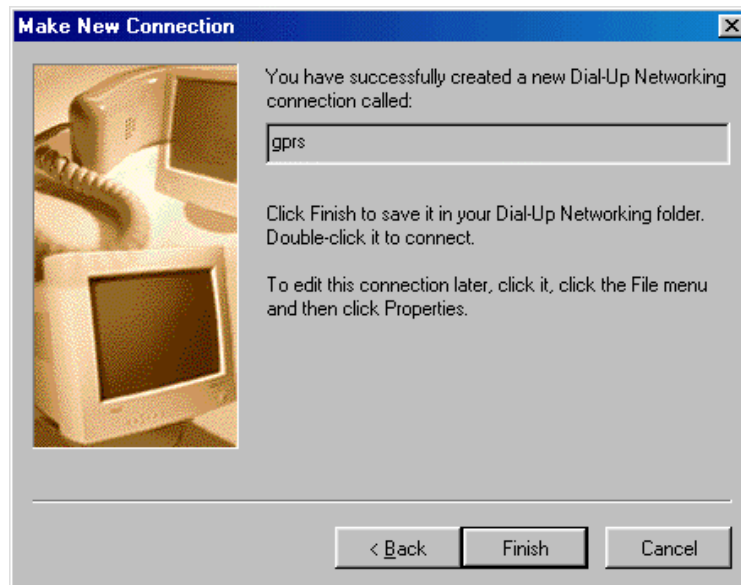 Make New Connection
You have successfully created a new Dial-Up Networking
connection called:
gprs
Click Finish to save it in your Dial-Up Networking folder.
Double-click it to connect.
To edit this connection later, click it, click the File menu
and then click Properties.
< Back
Finish
Cancel